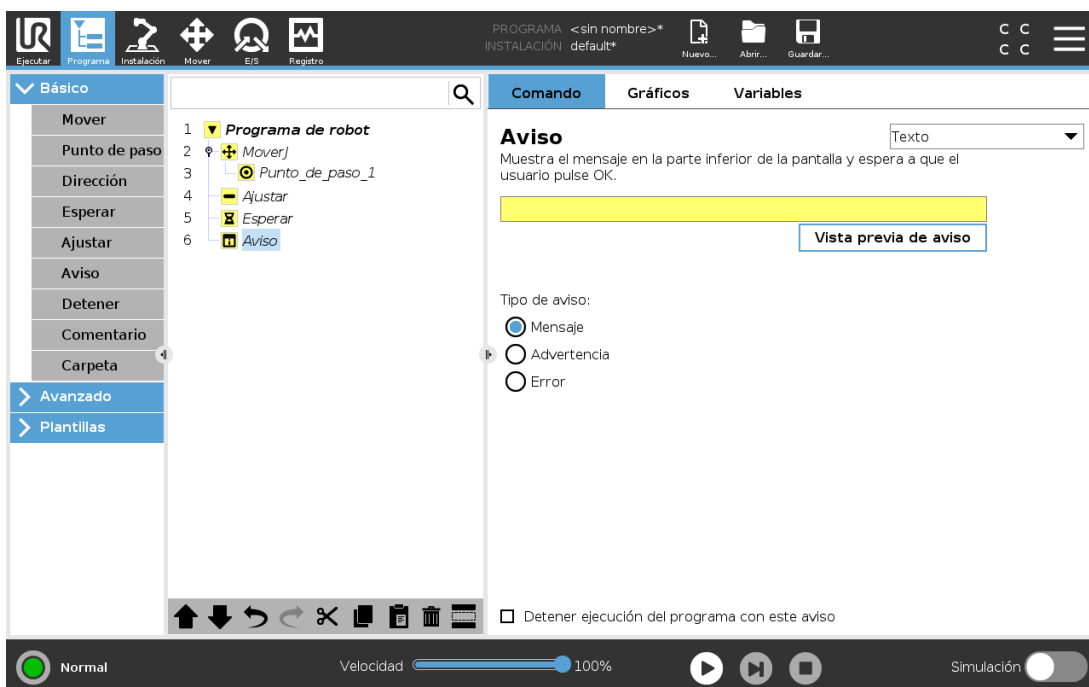 UR
Ejecutar
Programa
Instalación
Mover
E/S
Registro
PROGRAMA <sin nombre>*
INSTALACIÓN default*
Nuevo...
Abrir...
Guardar...
C C
C C
Básico
Mover
Punto de paso
Dirección
Esperar
Ajustar
Aviso
Detener
Comentario
Carpeta
Avanzado
Plantillas
1 Programa de robot
2 MoverJ
3 Punto_de_paso_1
4 Ajustar
5 Esperar
6 Aviso
Comando
Gráficos
Variables
Aviso
Texto
Muestra el mensaje en la parte inferior de la pantalla y espera a que el
usuario pulse OK.
Vista previa de aviso
Tipo de aviso:
Mensaje
Advertencia
Error
Detener ejecución del programa con este aviso
Normal
Velocidad
100%
Simulación